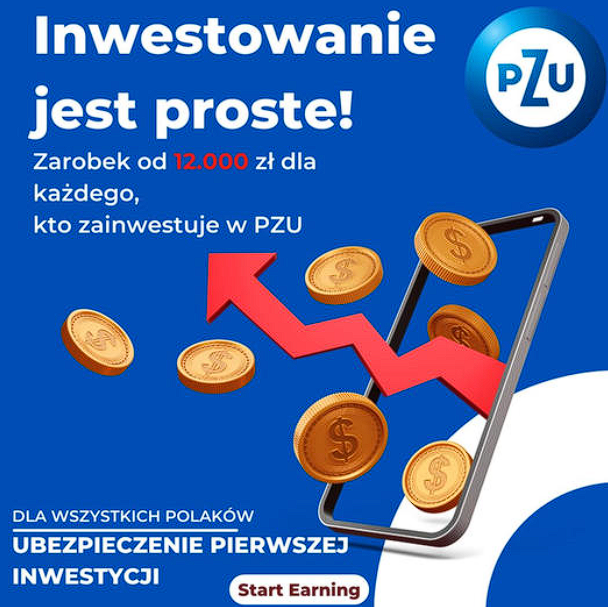 Inwestowanie
jest proste!
PZU
Zarobek od 12.000 zł dla
każdego,
kto zainwestuje w PZU
DLA WSZYSTKICH POLAKÓW
UBEZPIECZENIE PIERWSZEJ
INWESTYCJI
Start Earning